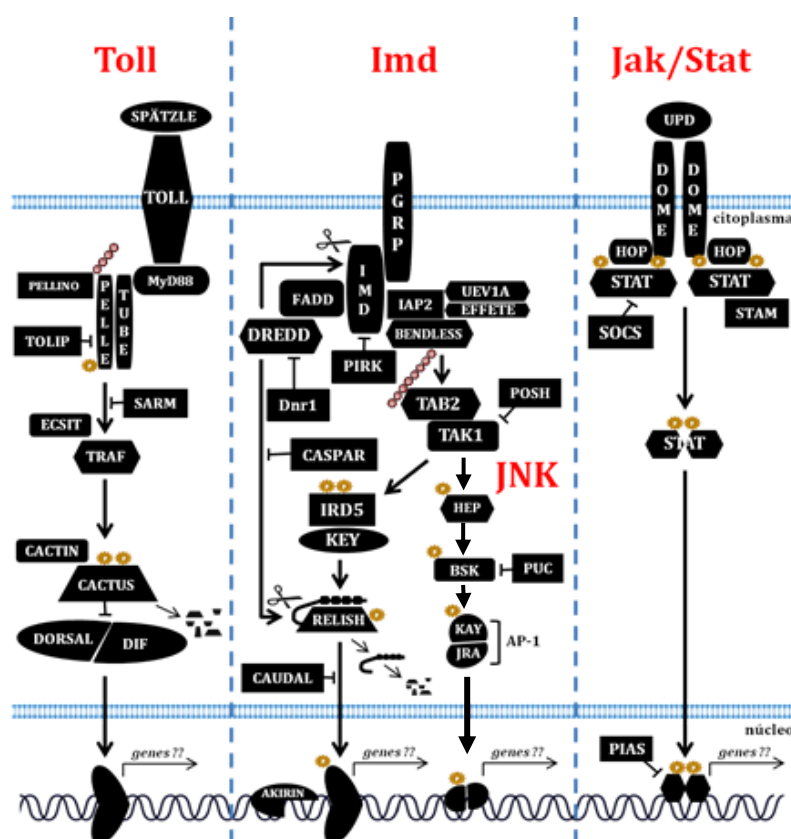 Toll
Imd
Jak/Stat
SPÄTZLE
TOLL
MyD88
PELLINO
PELLE
TUBE
TOLIP
SARM
ECSIT
TRAF
CACTIN
CACTUS
DORSAL
DIF
genes ??
PGRP
IMD
FADD
DREDD
IAP2
UEV1A
EFFETE
BENDLESS
PIRK
Dnr1
TAB2
TAK1
POSH
CASPAR
JNK
IRD5
KEY
HEP
BSK
PUC
RELISH
KAY
JRA
AP-1
CAUDAL
AKIRIN
genes ??
genes ??
UPD
DOME
DOME
citoplasma
HOP
HOP
STAT
STAT
SOCS
STAM
STAT
núcleo
PIAS
genes ??